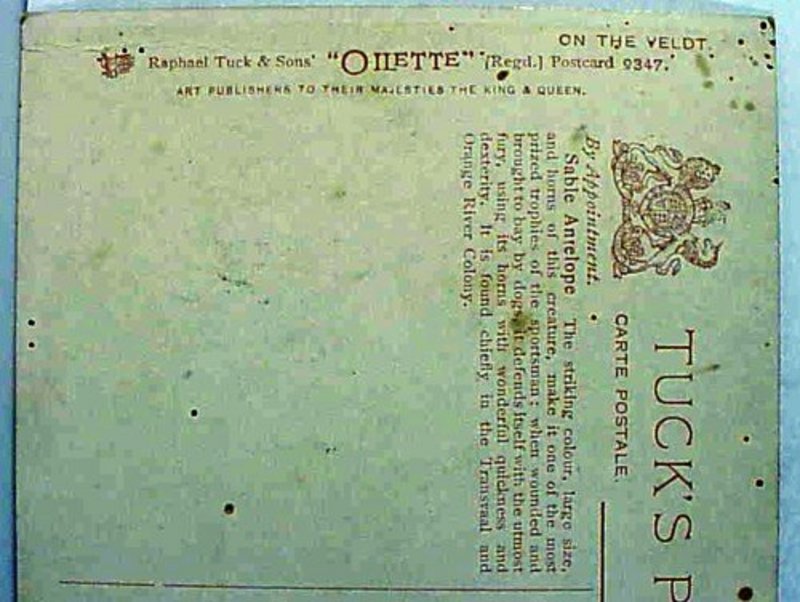 ON THE VELDT.
Raphael Tuck & Sons' "OILETTE" [Regd.] Postcard 9347.
ART PUBLISHERS TO THEIR MAJESTIES THE KING & QUEEN.
TUCK'S P
CARTE POSTALE.
By Appointment.
Sable Antelope The striking colour, large size,
and horns of this creature, make it one of the most
prized trophies of the sportsman; when wounded and
brought to bay by dogs, it defends itself with the utmost
fury, using its horns with wonderful quickness and
dexterity. It is found chiefly in the Transvaal and
Orange River Colony.